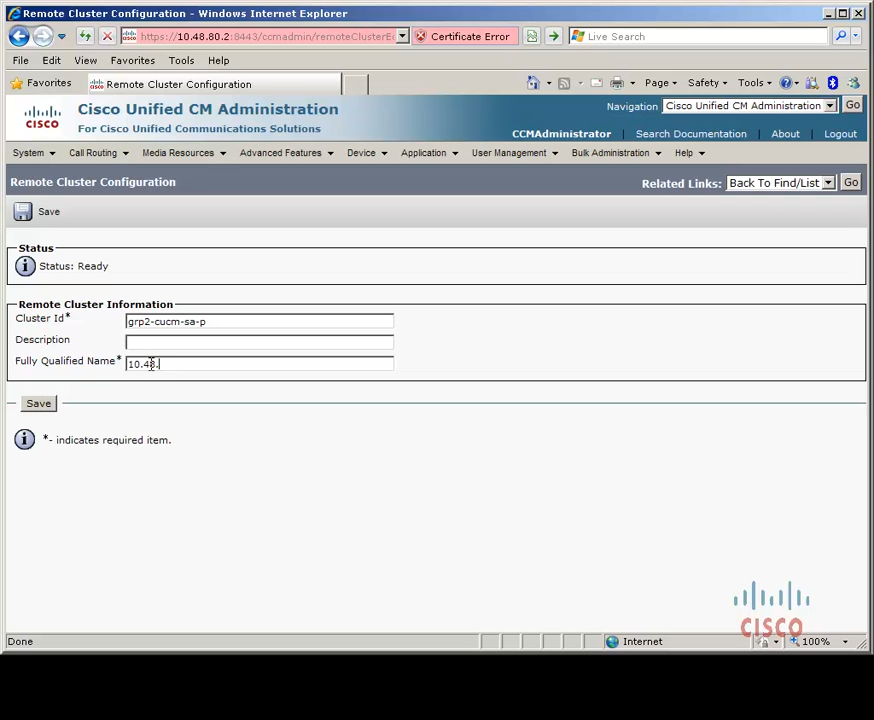 Remote Cluster Configuration - Windows Internet Explorer
https://10.48.80.2:8443/ccmadmin/remoteClusterEd
Certificate Error
Live Search
File Edit View Favorites Tools Help
Favorites
Remote Cluster Configuration
Page Safety Tools
Cisco Unified CM Administration
For Cisco Unified Communications Solutions
CISCO
Navigation Cisco Unified CM Administration Go
CCMAdministrator Search Documentation About Logout
System Call Routing Media Resources Advanced Features Device Application User Management Bulk Administration Help
Remote Cluster Configuration
Related Links: Back To Find/List Go
Save
Status
Status: Ready
Remote Cluster Information
Cluster Id* grp2-cucm-sa-p
Description
Fully Qualified Name* 10.48.
Save
*- indicates required item.
CISCO
Done
Internet
100%